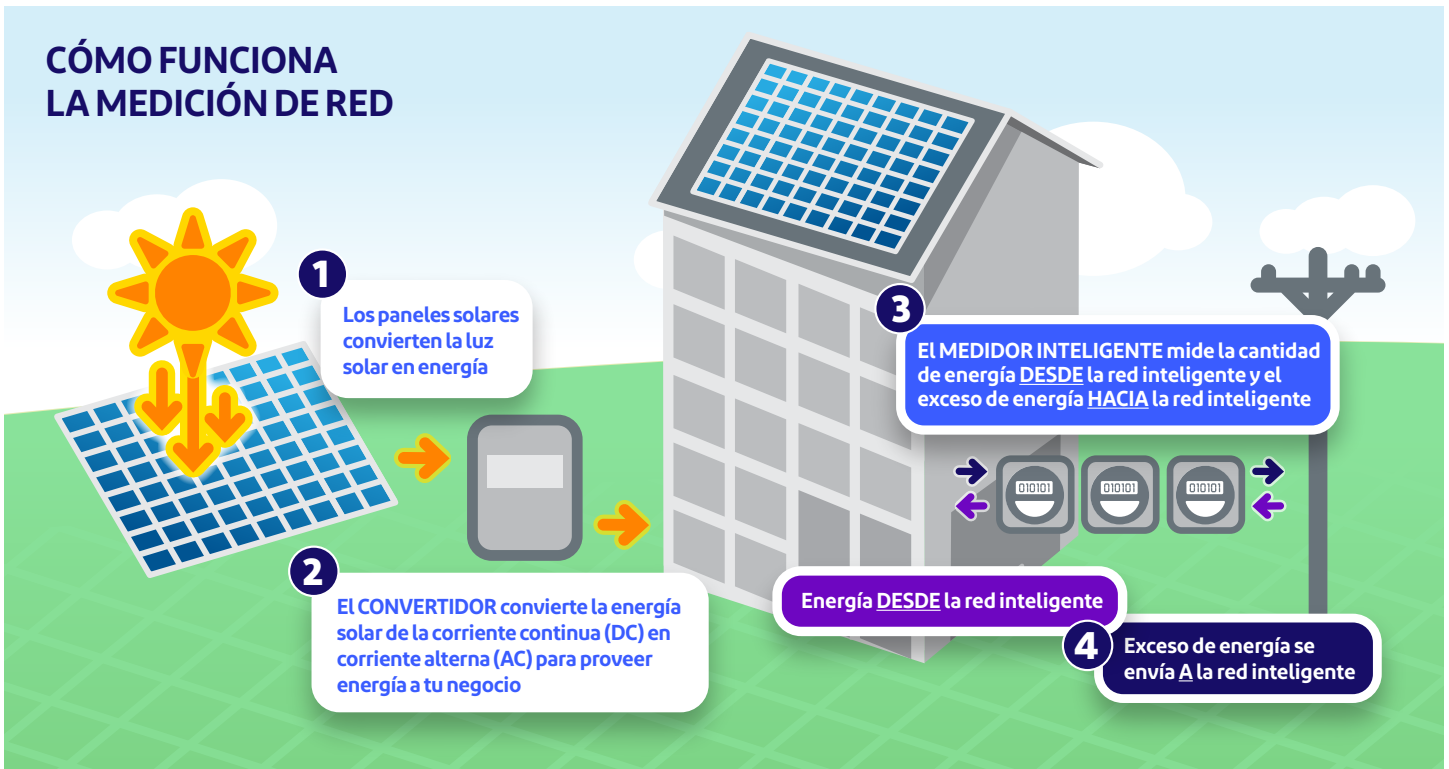 CÓMO FUNCIONA
LA MEDICIÓN DE RED
1
Los paneles solares
convierten la luz
solar en energía
2
El CONVERTIDOR convierte la energía
solar de la corriente continua (DC) en
corriente alterna (AC) para proveer
energía a tu negocio
3
El MEDIDOR INTELIGENTE mide la cantidad
de energía DESDE la red inteligente y el
exceso de energía HACIA la red inteligente
010101
010101
010101
Energía DESDE la red inteligente
4
Exceso de energía se
envía A la red inteligente